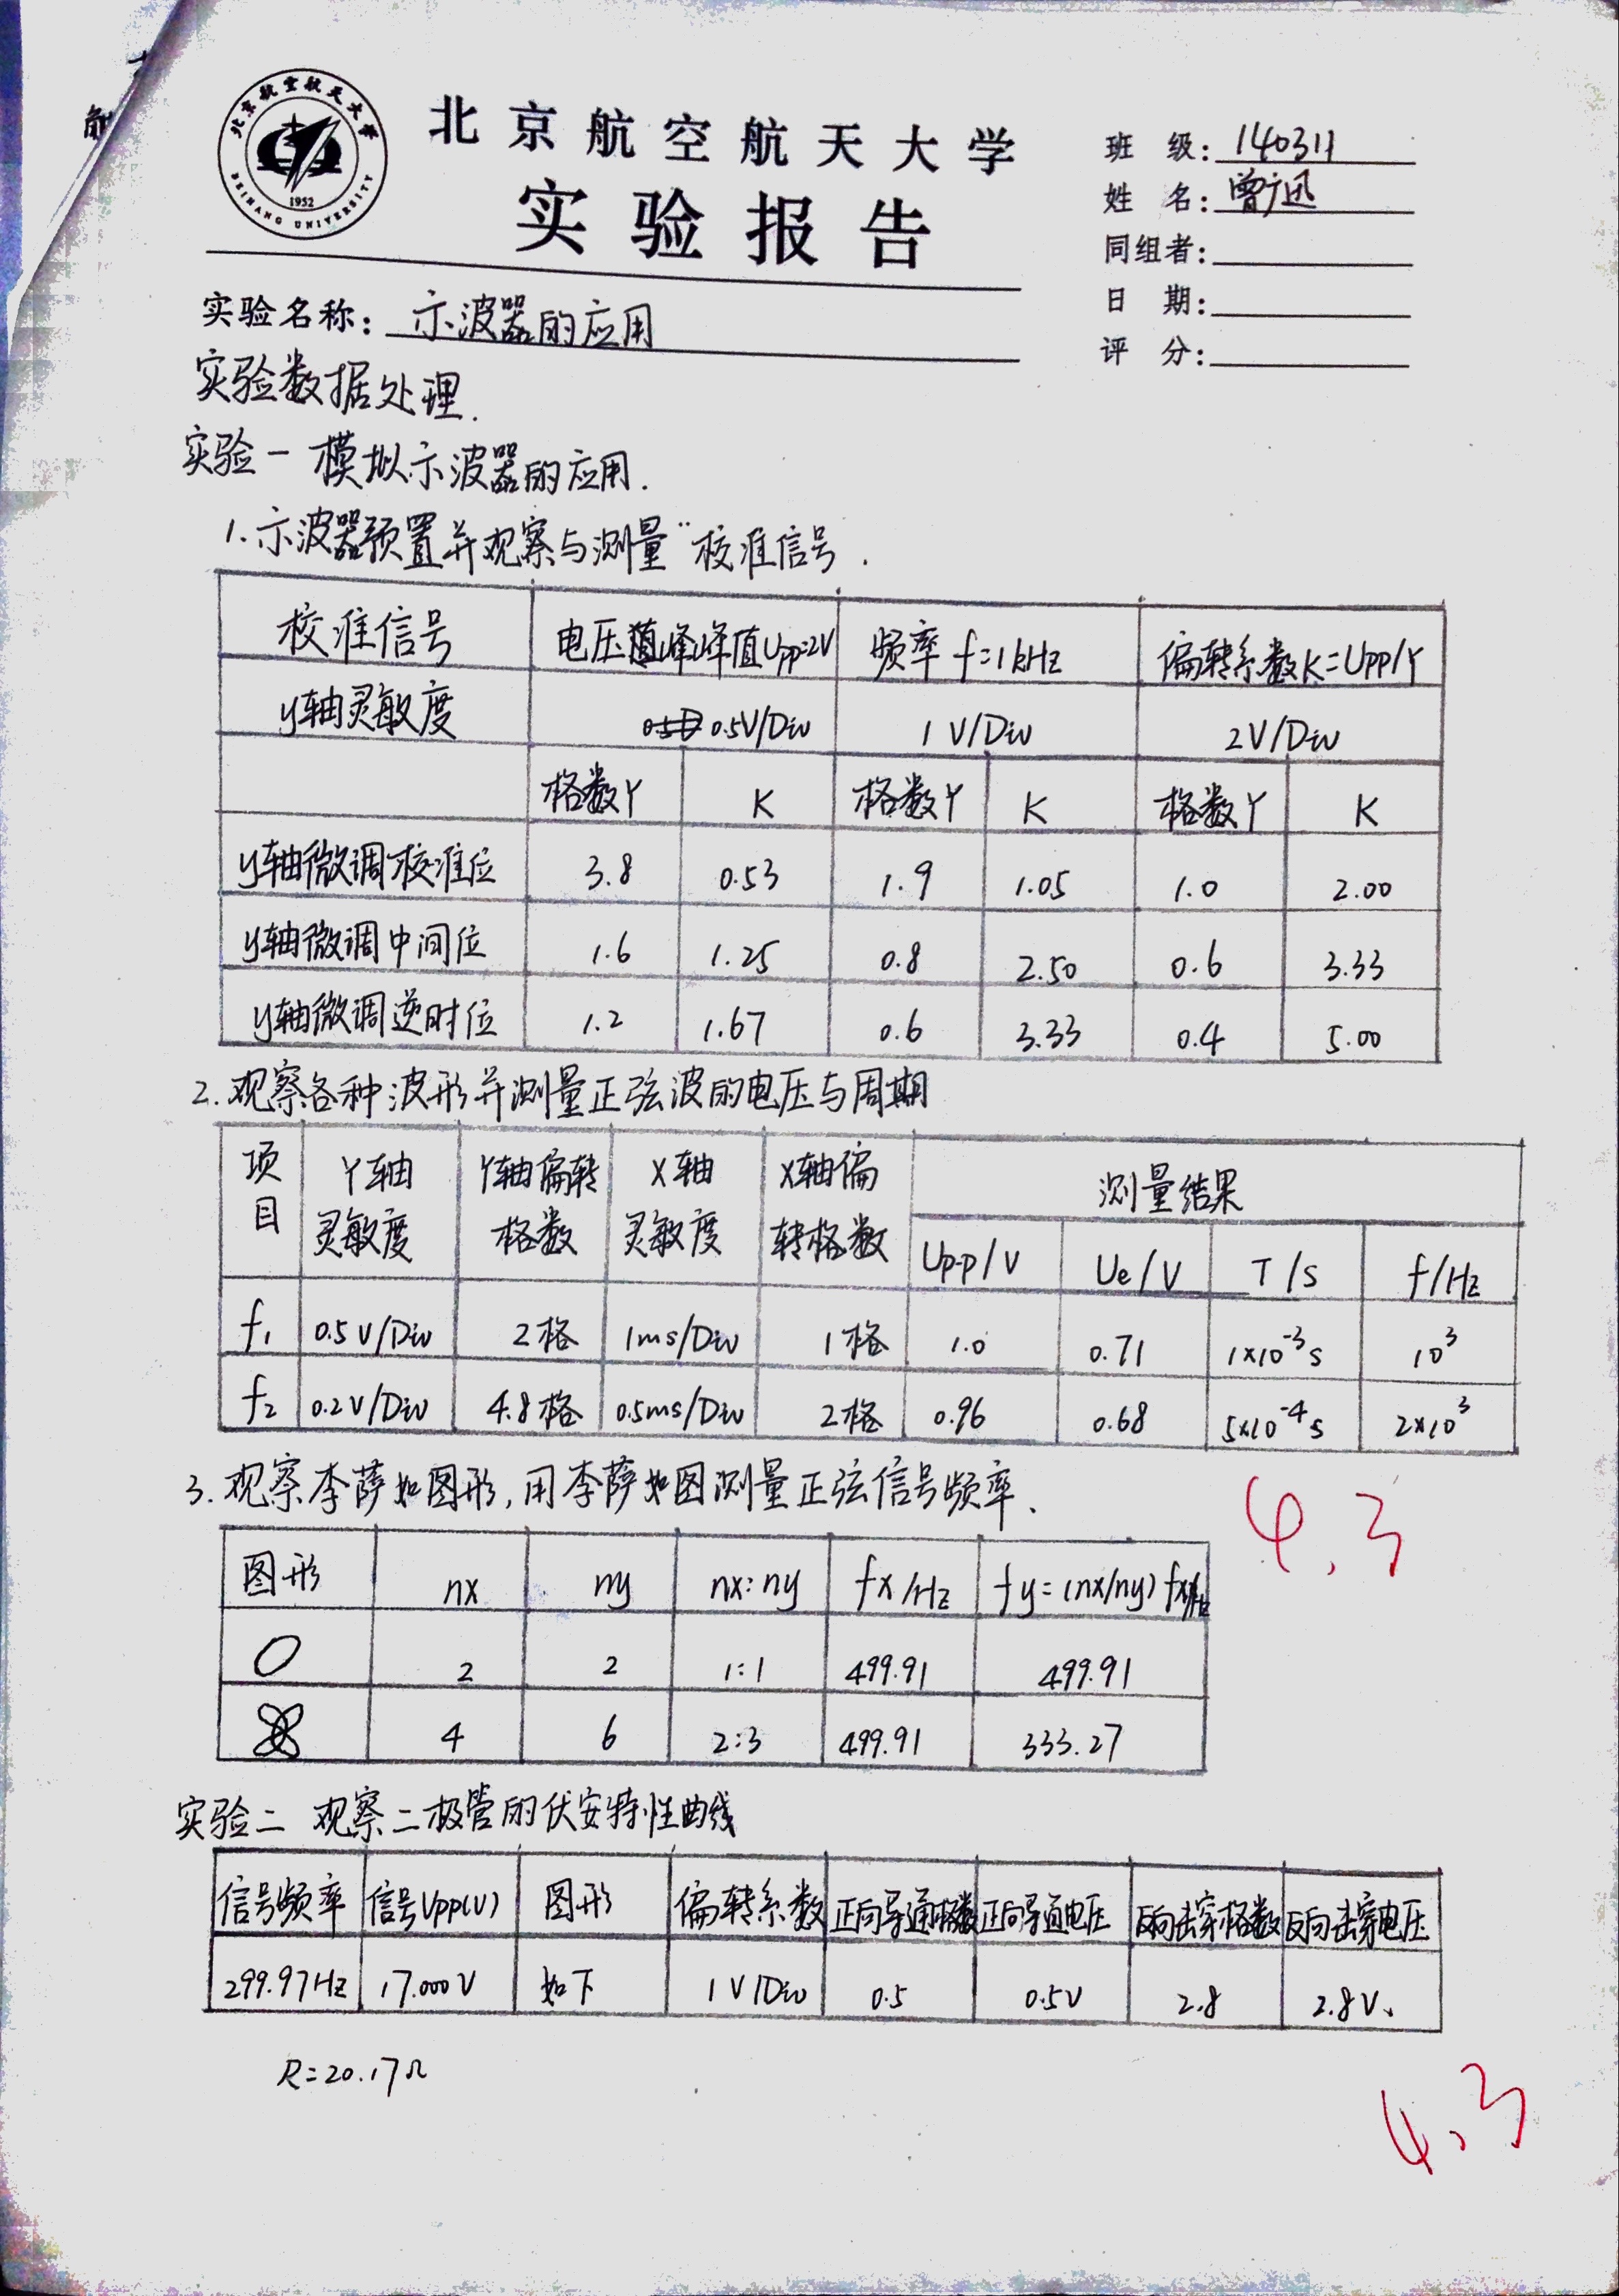 北京航空航天大学
BEIHANG UNIVERSITY
1952
北京航空航天大学
实验报告
班 级: 140311
姓 名: 曾广迅
同组者:
日 期:
评 分:
实验名称: 示波器的应用
实验数据处理.
实验一 模拟示波器的应用.
1. 示波器预置并观察与测量"校准信号.
校准信号 电压峰峰值Upp=2V 频率 f=1kHz 偏转系数K=Upp/Y
y轴灵敏度 0.5V/Div 1 V/Div 2V/Div
格数Y K 格数Y K 格数Y K
y轴微调校准位 3.8 0.53 1.9 1.05 1.0 2.00
y轴微调中间位 1.6 1.25 0.8 2.50 0.6 3.33
y轴微调逆时位 1.2 1.67 0.6 3.33 0.4 5.00
2. 观察各种波形并测量正弦波的电压与周期
项目 Y轴灵敏度 Y轴偏转格数 X轴灵敏度 X轴偏转格数 测量结果
Up-p/V Ue/V T/s f/Hz
f₁ 0.5V/Div 2格 1ms/Div 1格 1.0 0.71 1×10⁻³s 10³
f₂ 0.2V/Div 4.8格 0.5ms/Div 2格 0.96 0.68 5×10⁻⁴s 2×10³
3. 观察李萨如图形,用李萨如图测量正弦信号频率、
4.3
图形 nx ny nx:ny fx/Hz fy=(nx/ny)fx/Hz
2 2 1:1 499.91 499.91
4 6 2:3 499.91 333.27
实验二 观察二极管的伏安特性曲线
信号频率 信号Upp(V) 图形 偏转系数 正向导通格数 正向导通电压 反向击穿格数 反向击穿电压
299.97Hz 17.000V 如下 1V/Div 0.5 0.5V 2.8 2.8V、
R=20.17Ω
4.3